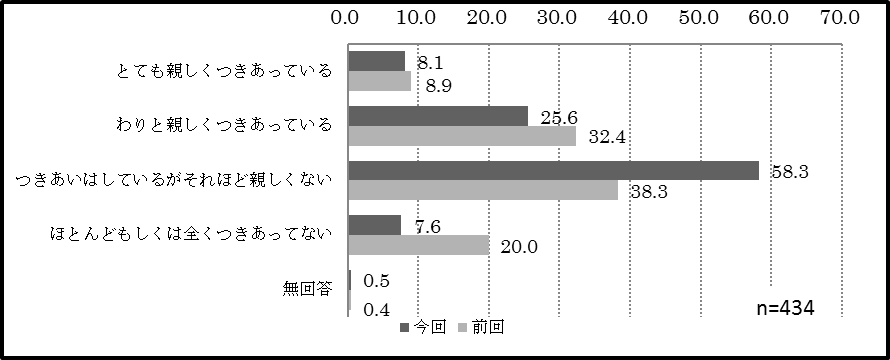 0.0 10.0 20.0 30.0 40.0 50.0 60.0 70.0
とても親しくつきあっている
8.1
8.9
わりと親しくつきあっている
25.6
32.4
つきあいはしているがそれほど親しくない
58.3
38.3
ほとんどもしくは全くつきあってない
7.6
20.0
無回答
0.5
0.4
n=434
今回 前回